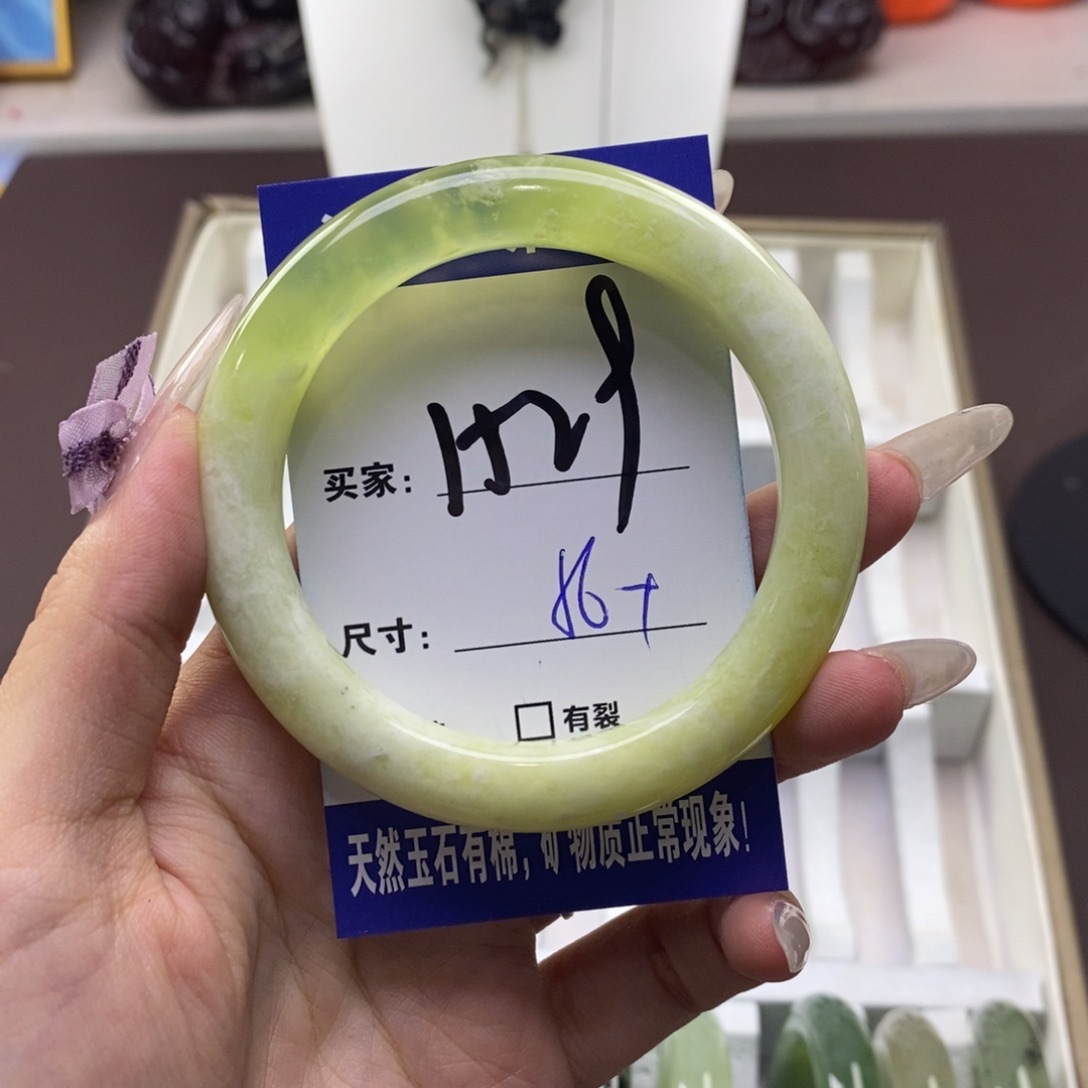 买家:
尺寸: 56+
□ 有裂
天然玉石有棉, 矿物质正常现象!